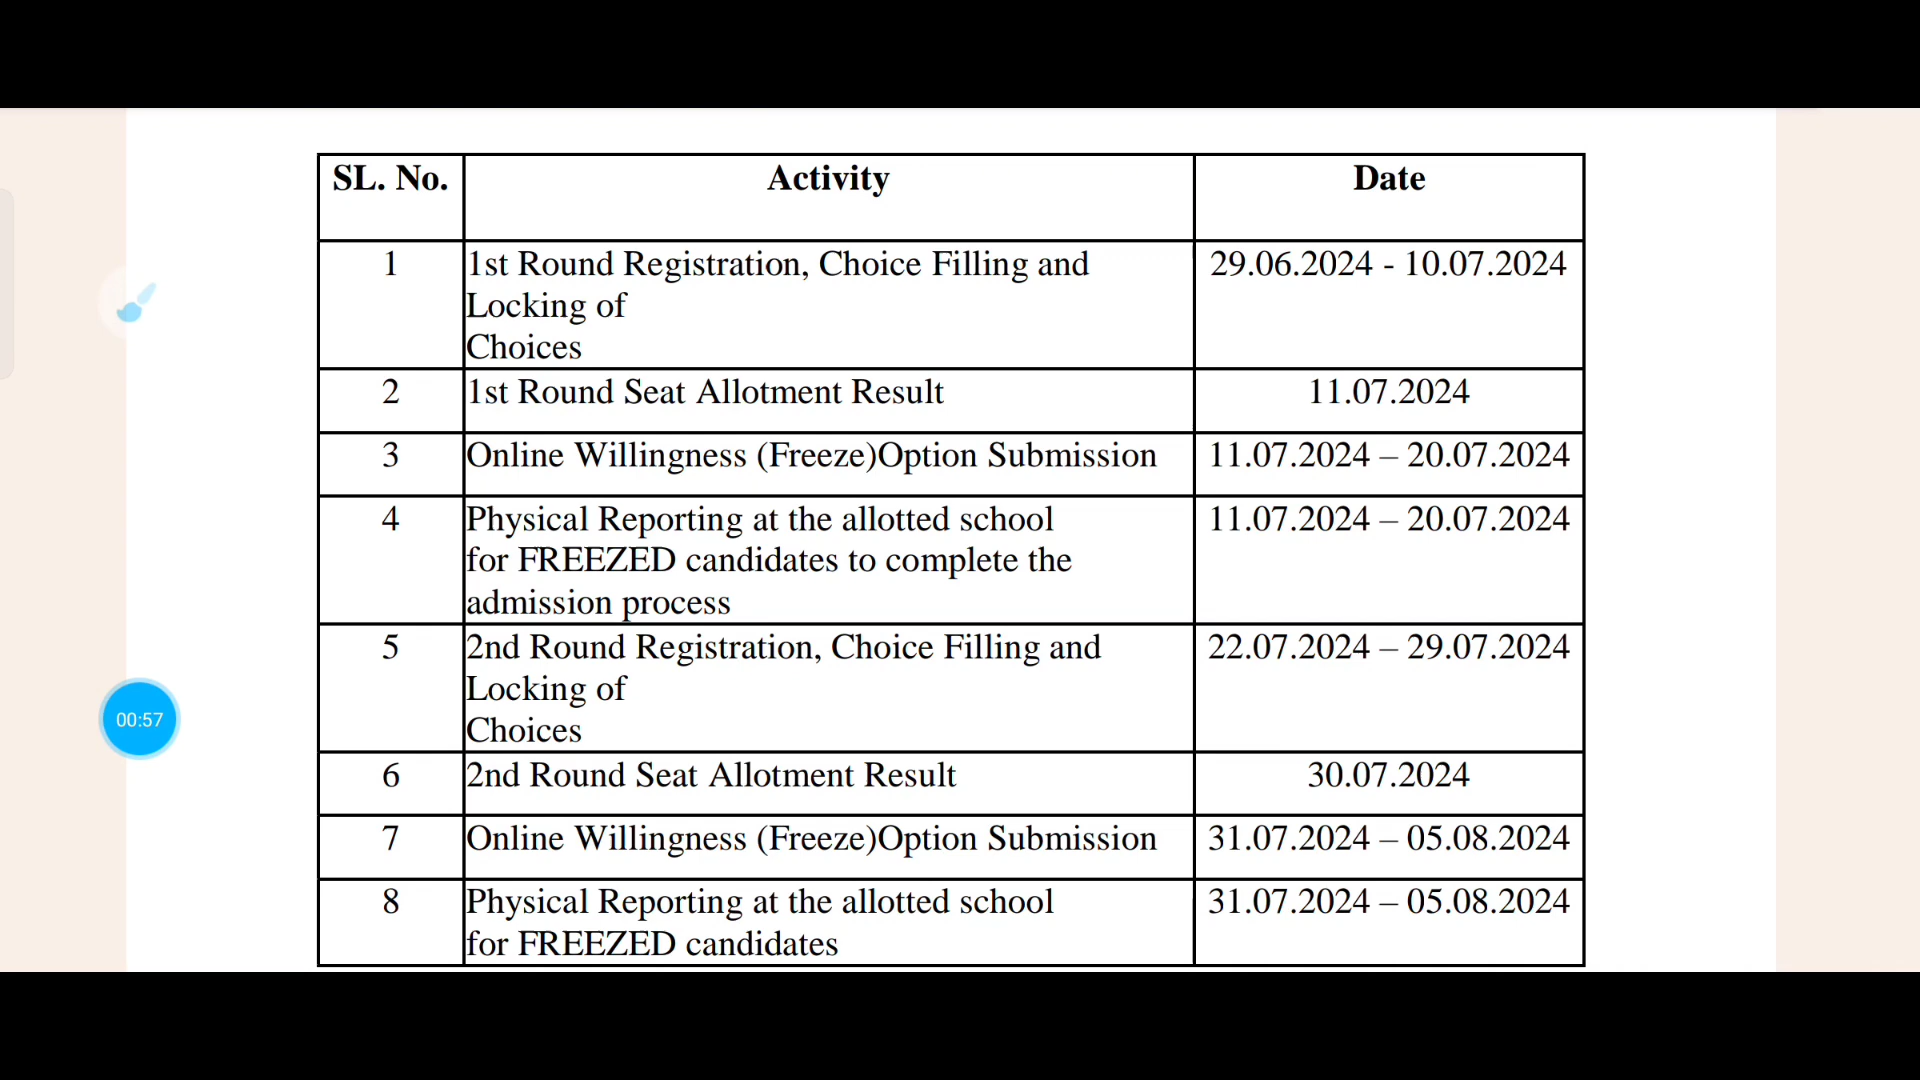 SL. No. Activity Date
1 1st Round Registration, Choice Filling and 29.06.2024 - 10.07.2024
Locking of
Choices
2 1st Round Seat Allotment Result 11.07.2024
3 Online Willingness (Freeze)Option Submission 11.07.2024 – 20.07.2024
4 Physical Reporting at the allotted school 11.07.2024 – 20.07.2024
for FREEZED candidates to complete the
admission process
5 2nd Round Registration, Choice Filling and 22.07.2024 – 29.07.2024
Locking of
Choices
00:57
6 2nd Round Seat Allotment Result 30.07.2024
7 Online Willingness (Freeze)Option Submission 31.07.2024 – 05.08.2024
8 Physical Reporting at the allotted school 31.07.2024 – 05.08.2024
for FREEZED candidates